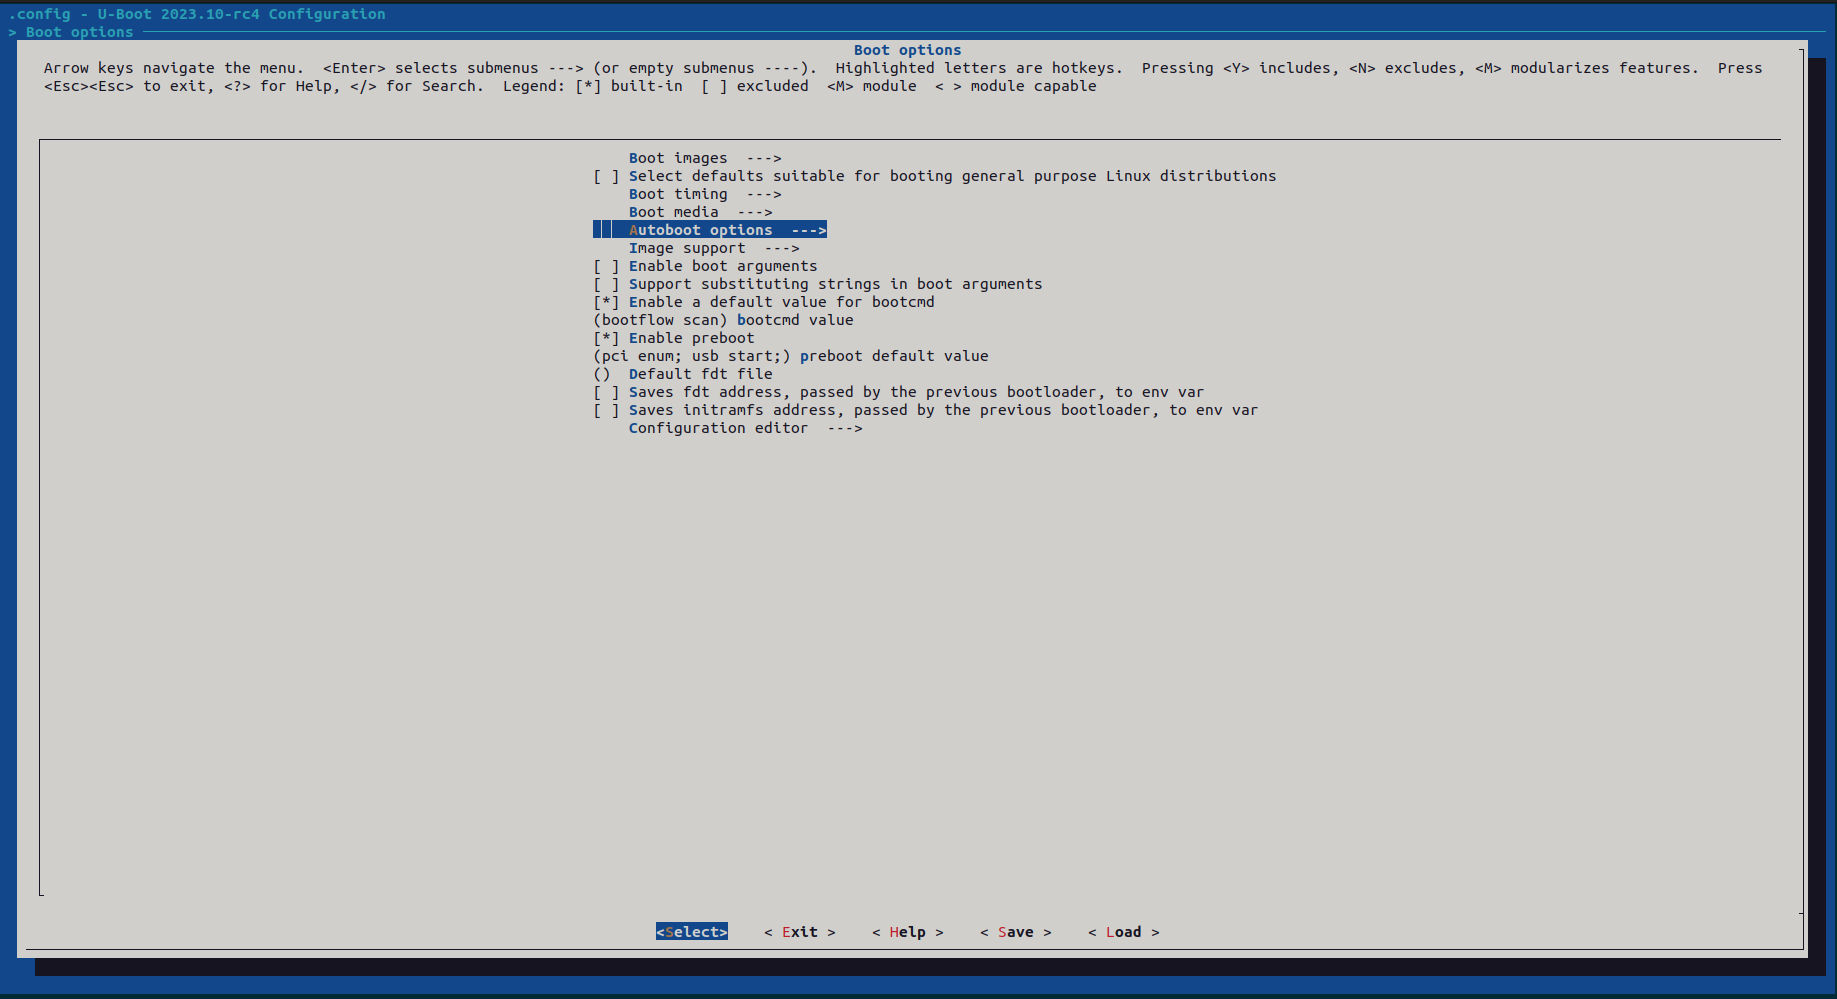 .config - U-Boot 2023.10-rc4 Configuration
> Boot options
Boot options
Arrow keys navigate the menu.  <Enter> selects submenus ---> (or empty submenus ----).  Highlighted letters are hotkeys.  Pressing <Y> includes, <N> excludes, <M> modularizes features.  Press
<Esc><Esc> to exit, <?> for Help, </> for Search.  Legend: [*] built-in  [ ] excluded  <M> module  < > module capable
Boot images  --->
[ ] Select defaults suitable for booting general purpose Linux distributions
Boot timing  --->
Boot media  --->
Autoboot options  --->
Image support  --->
[ ] Enable boot arguments
[ ] Support substituting strings in boot arguments
[*] Enable a default value for bootcmd
(bootflow scan) bootcmd value
[*] Enable preboot
(pci enum; usb start;) preboot default value
()  Default fdt file
[ ] Saves fdt address, passed by the previous bootloader, to env var
[ ] Saves initramfs address, passed by the previous bootloader, to env var
Configuration editor  --->
<Select>    < Exit >    < Help >    < Save >    < Load >